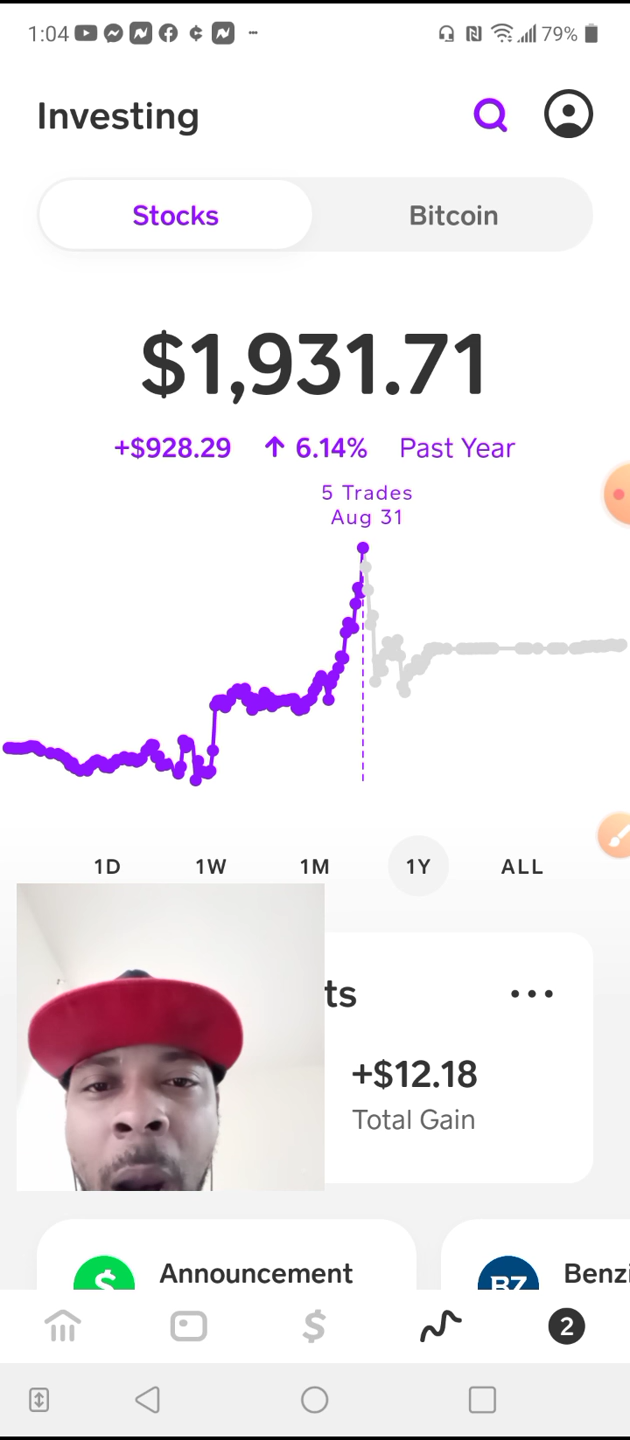 1:04 79%
Investing
Stocks Bitcoin
$1,931.71
+$928.29 ↑ 6.14% Past Year
5 Trades
Aug 31
1D 1W 1M 1Y ALL
ts
+$12.18
Total Gain
$ Announcement BZ Benzi
$ 2